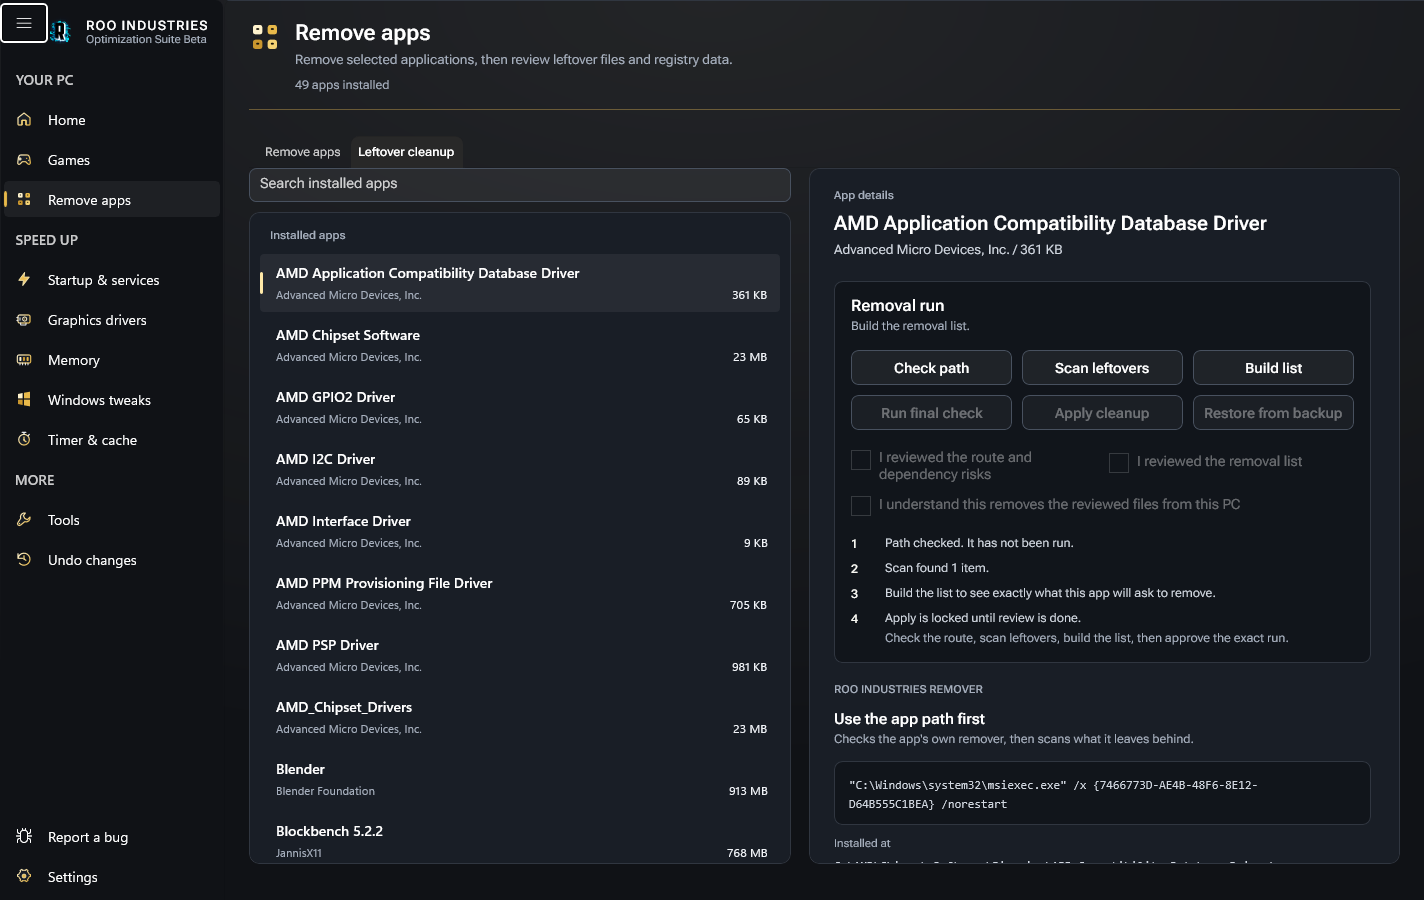 ROO INDUSTRIES
Optimization Suite Beta
YOUR PC
Home
Games
Remove apps
SPEED UP
Startup & services
Graphics drivers
Memory
Windows tweaks
Timer & cache
MORE
Tools
Undo changes
Report a bug
Settings
Remove apps
Remove selected applications, then review leftover files and registry data.
49 apps installed
Remove apps
Leftover cleanup
Search installed apps
Installed apps
AMD Application Compatibility Database Driver
Advanced Micro Devices, Inc. 361 KB
AMD Chipset Software
Advanced Micro Devices, Inc. 23 MB
AMD GPIO2 Driver
Advanced Micro Devices, Inc. 65 KB
AMD I2C Driver
Advanced Micro Devices, Inc. 89 KB
AMD Interface Driver
Advanced Micro Devices, Inc. 9 KB
AMD PPM Provisioning File Driver
Advanced Micro Devices, Inc. 705 KB
AMD PSP Driver
Advanced Micro Devices, Inc. 981 KB
AMD_Chipset_Drivers
Advanced Micro Devices, Inc. 23 MB
Blender
Blender Foundation 913 MB
Blockbench 5.2.2
JannisX11 768 MB
App details
AMD Application Compatibility Database Driver
Advanced Micro Devices, Inc. / 361 KB
Removal run
Build the removal list.
Check path
Scan leftovers
Build list
Run final check
Apply cleanup
Restore from backup
I reviewed the route and
dependency risks
I reviewed the removal list
I understand this removes the reviewed files from this PC
1 Path checked. It has not been run.
2 Scan found 1 item.
3 Build the list to see exactly what this app will ask to remove.
4 Apply is locked until review is done.
Check the route, scan leftovers, build the list, then approve the exact run.
ROO INDUSTRIES REMOVER
Use the app path first
Checks the app's own remover, then scans what it leaves behind.
"C:\Windows\system32\msiexec.exe" /x {7466773D-AE4B-48F6-8E12-
D64B555C1BEA} /norestart
Installed at